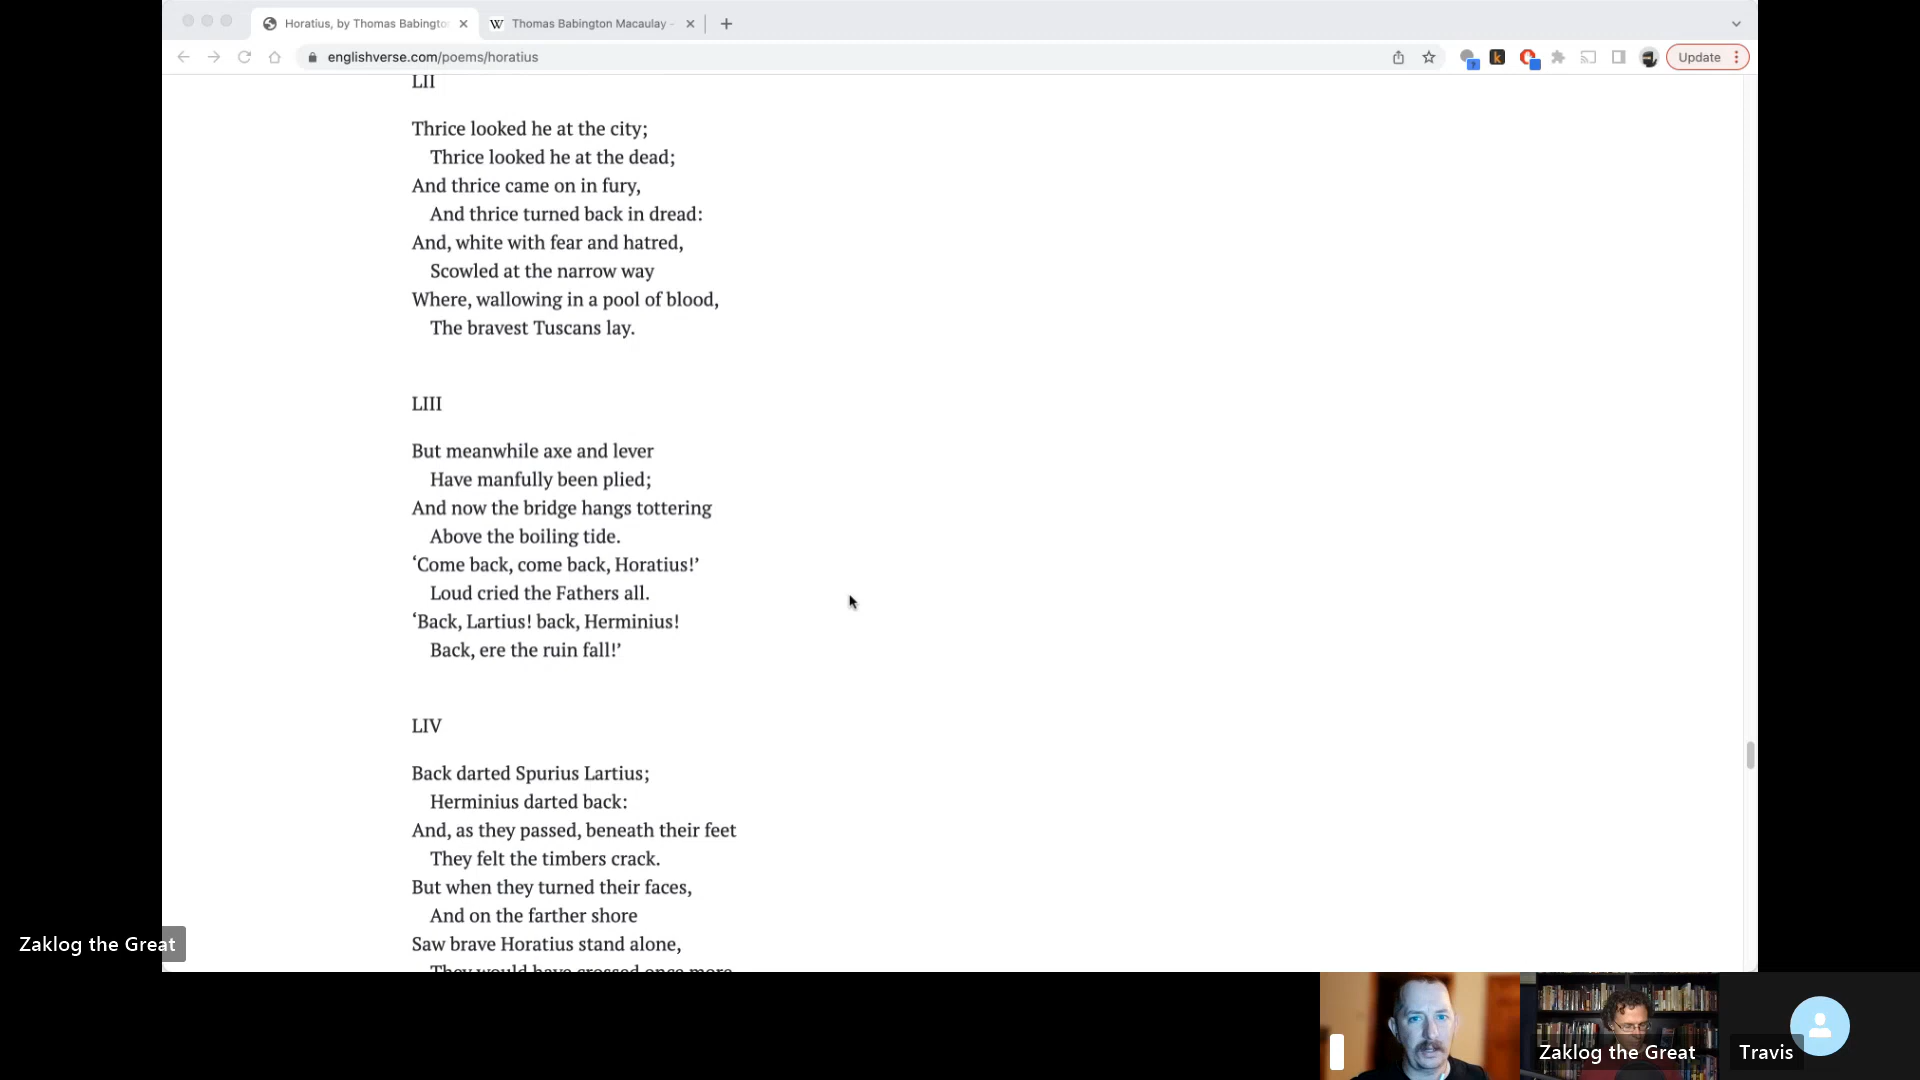 Horatius, by Thomas Babingto
Thomas Babington Macaulay -
englishverse.com/poems/horatius
Update
LII
Thrice looked he at the city;
Thrice looked he at the dead;
And thrice came on in fury,
And thrice turned back in dread:
And, white with fear and hatred,
Scowled at the narrow way
Where, wallowing in a pool of blood,
The bravest Tuscans lay.
LIII
But meanwhile axe and lever
Have manfully been plied;
And now the bridge hangs tottering
Above the boiling tide.
‘Come back, come back, Horatius!’
Loud cried the Fathers all.
‘Back, Lartius! back, Herminius!
Back, ere the ruin fall!’
LIV
Back darted Spurius Lartius;
Herminius darted back:
And, as they passed, beneath their feet
They felt the timbers crack.
But when they turned their faces,
And on the farther shore
Saw brave Horatius stand alone,
They would have crossed once more
Zaklog the Great
Zaklog the Great
Travis